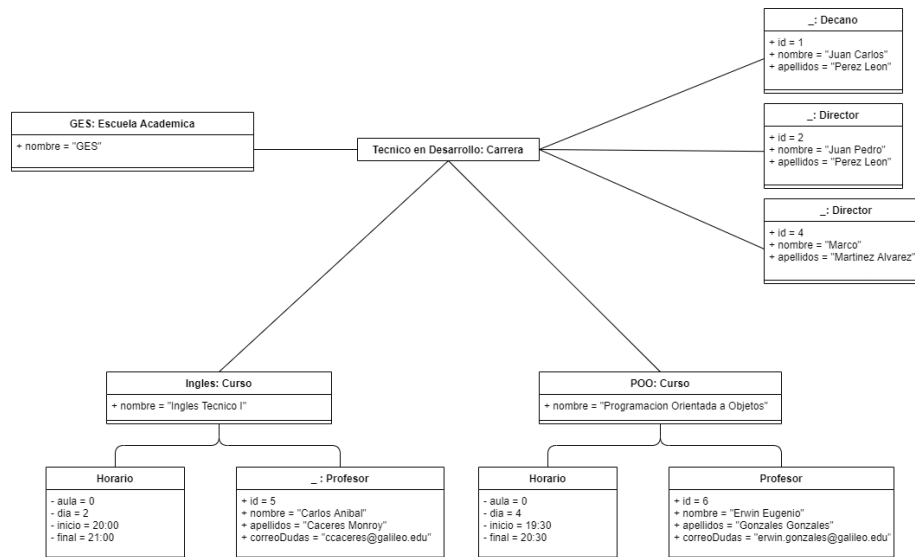 _: Decano
+ id = 1
+ nombre = "Juan Carlos"
+ apellidos = "Perez Leon"
GES: Escuela Academica
+ nombre = "GES"
Tecnico en Desarrollo: Carrera
_: Director
+ id = 2
+ nombre = "Juan Pedro"
+ apellidos = "Perez Leon"
_: Director
+ id = 4
+ nombre = "Marco"
+ apellidos = "Martinez Alvarez"
Ingles: Curso
+ nombre = "Ingles Tecnico I"
POO: Curso
+ nombre = "Programacion Orientada a Objetos"
Horario
- aula = 0
- dia = 2
- inicio = 20:00
- final = 21:00
_ : Profesor
+ id = 5
+ nombre = "Carlos Anibal"
+ apellidos = "Caceres Monroy"
+ correoDudas = "ccaceres@galileo.edu"
Horario
- aula = 0
- dia = 4
- inicio = 19:30
- final = 20:30
Profesor
+ id = 6
+ nombre = "Erwin Eugenio"
+ apellidos = "Gonzales Gonzales"
+ correoDudas = "erwin.gonzales@galileo.edu"